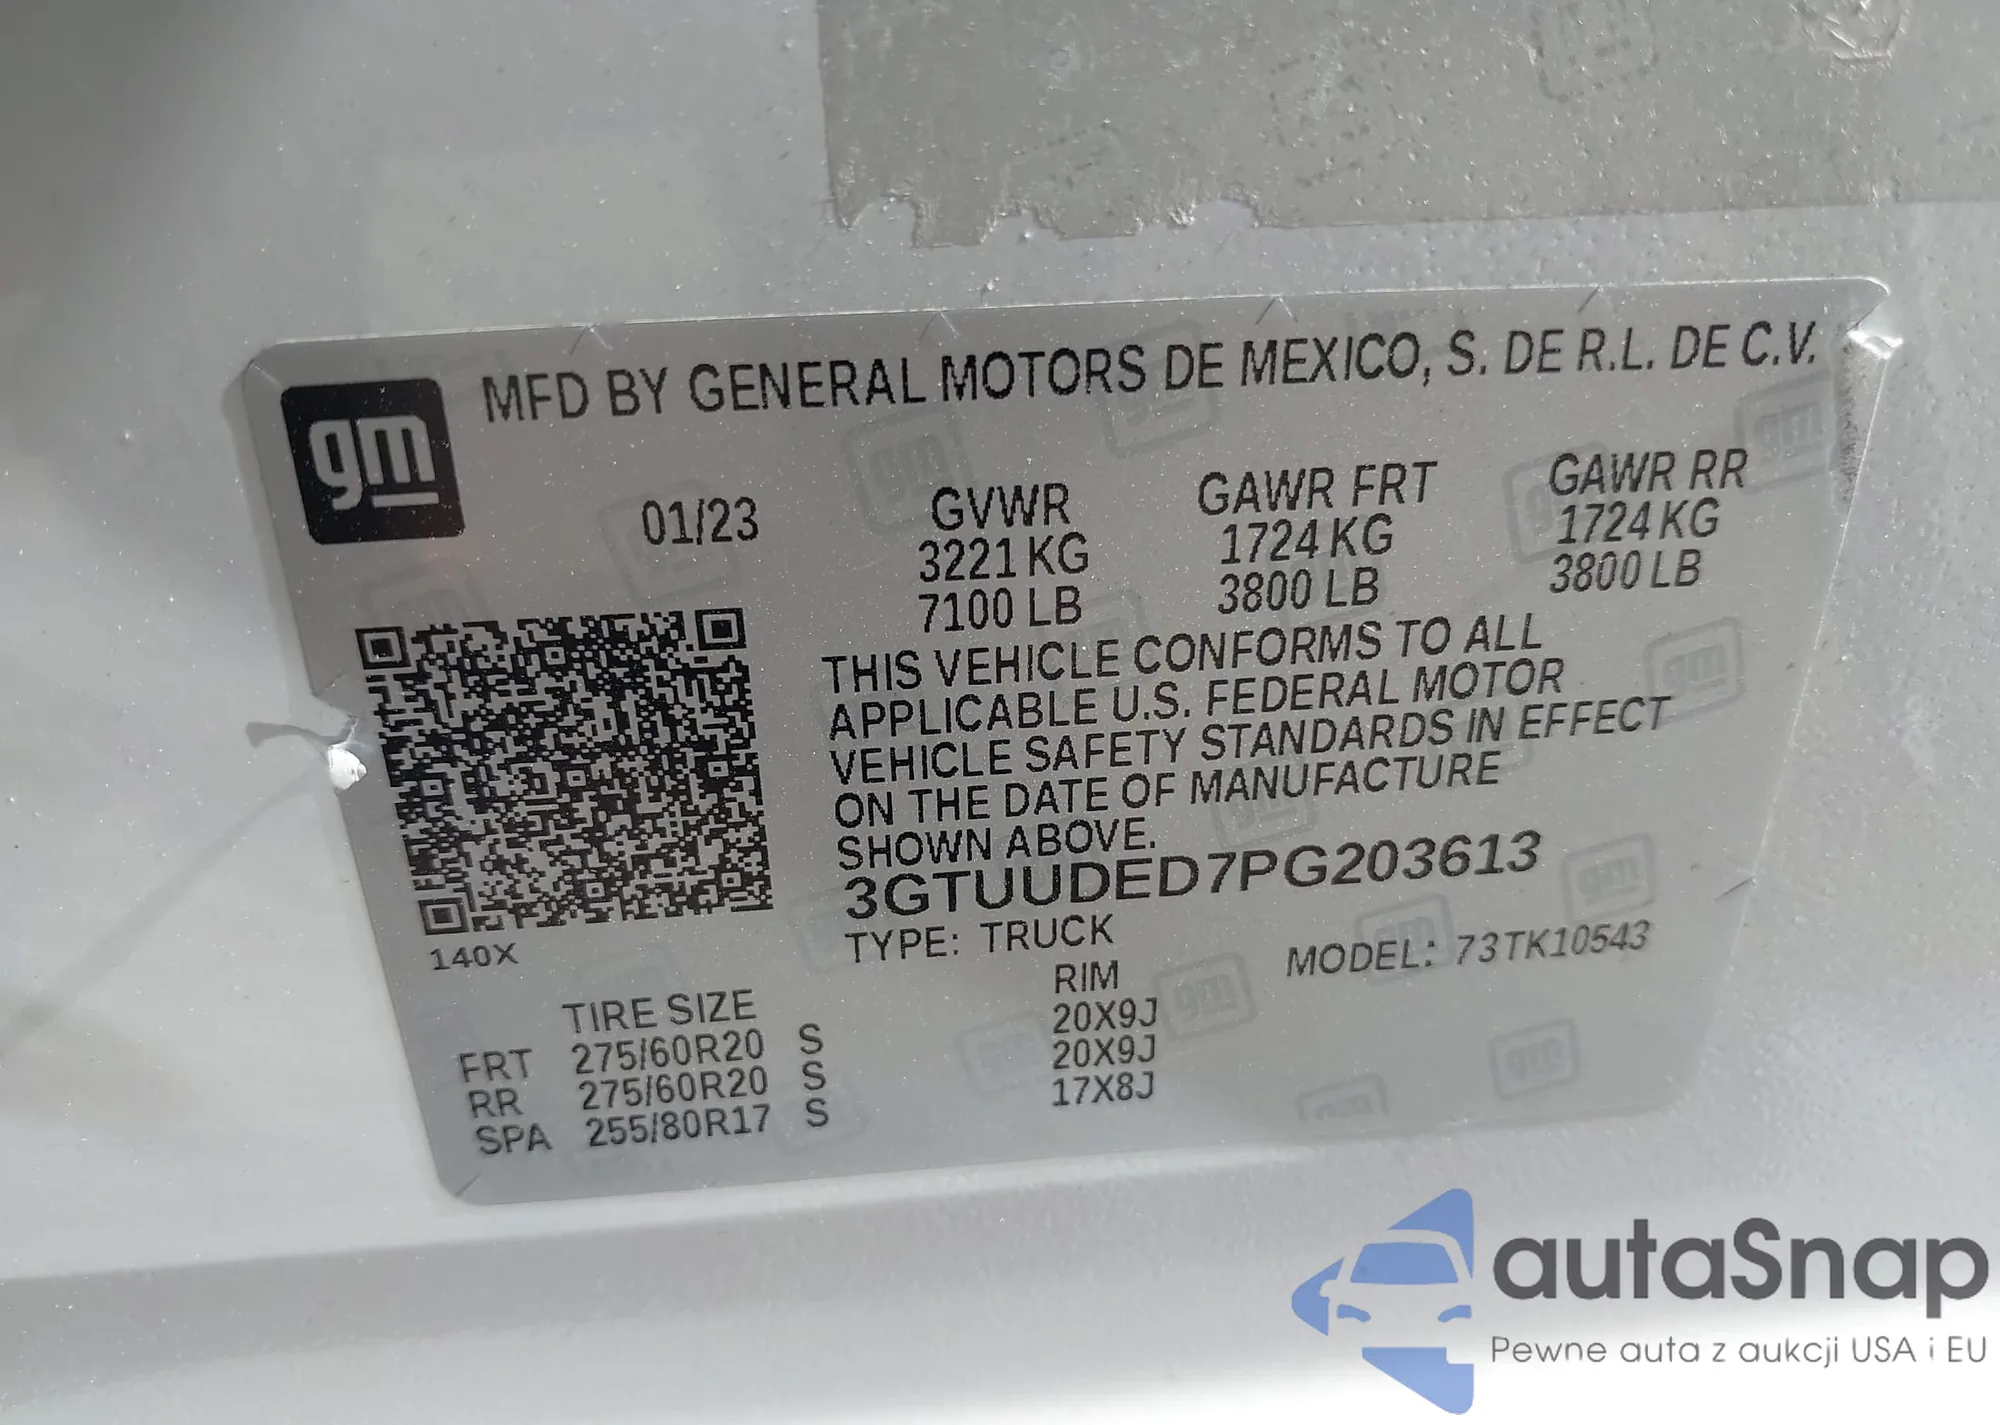 gm
MFD BY GENERAL MOTORS DE MEXICO, S. DE R.L. DE C.V.
01/23
GVWR
3221 KG
7100 LB
GAWR FRT
1724 KG
3800 LB
GAWR RR
1724 KG
3800 LB
THIS VEHICLE CONFORMS TO ALL
APPLICABLE U.S. FEDERAL MOTOR
VEHICLE SAFETY STANDARDS IN EFFECT
ON THE DATE OF MANUFACTURE
SHOWN ABOVE.
3GTUUDED7PG203613
TYPE: TRUCK
MODEL: 73TK10543
140X
TIRE SIZE RIM
FRT 275/60R20 S 20X9J
RR 275/60R20 S 20X9J
SPA 255/80R17 S 17X8J
autaSnap
Pewne auta z aukcji USA i EU